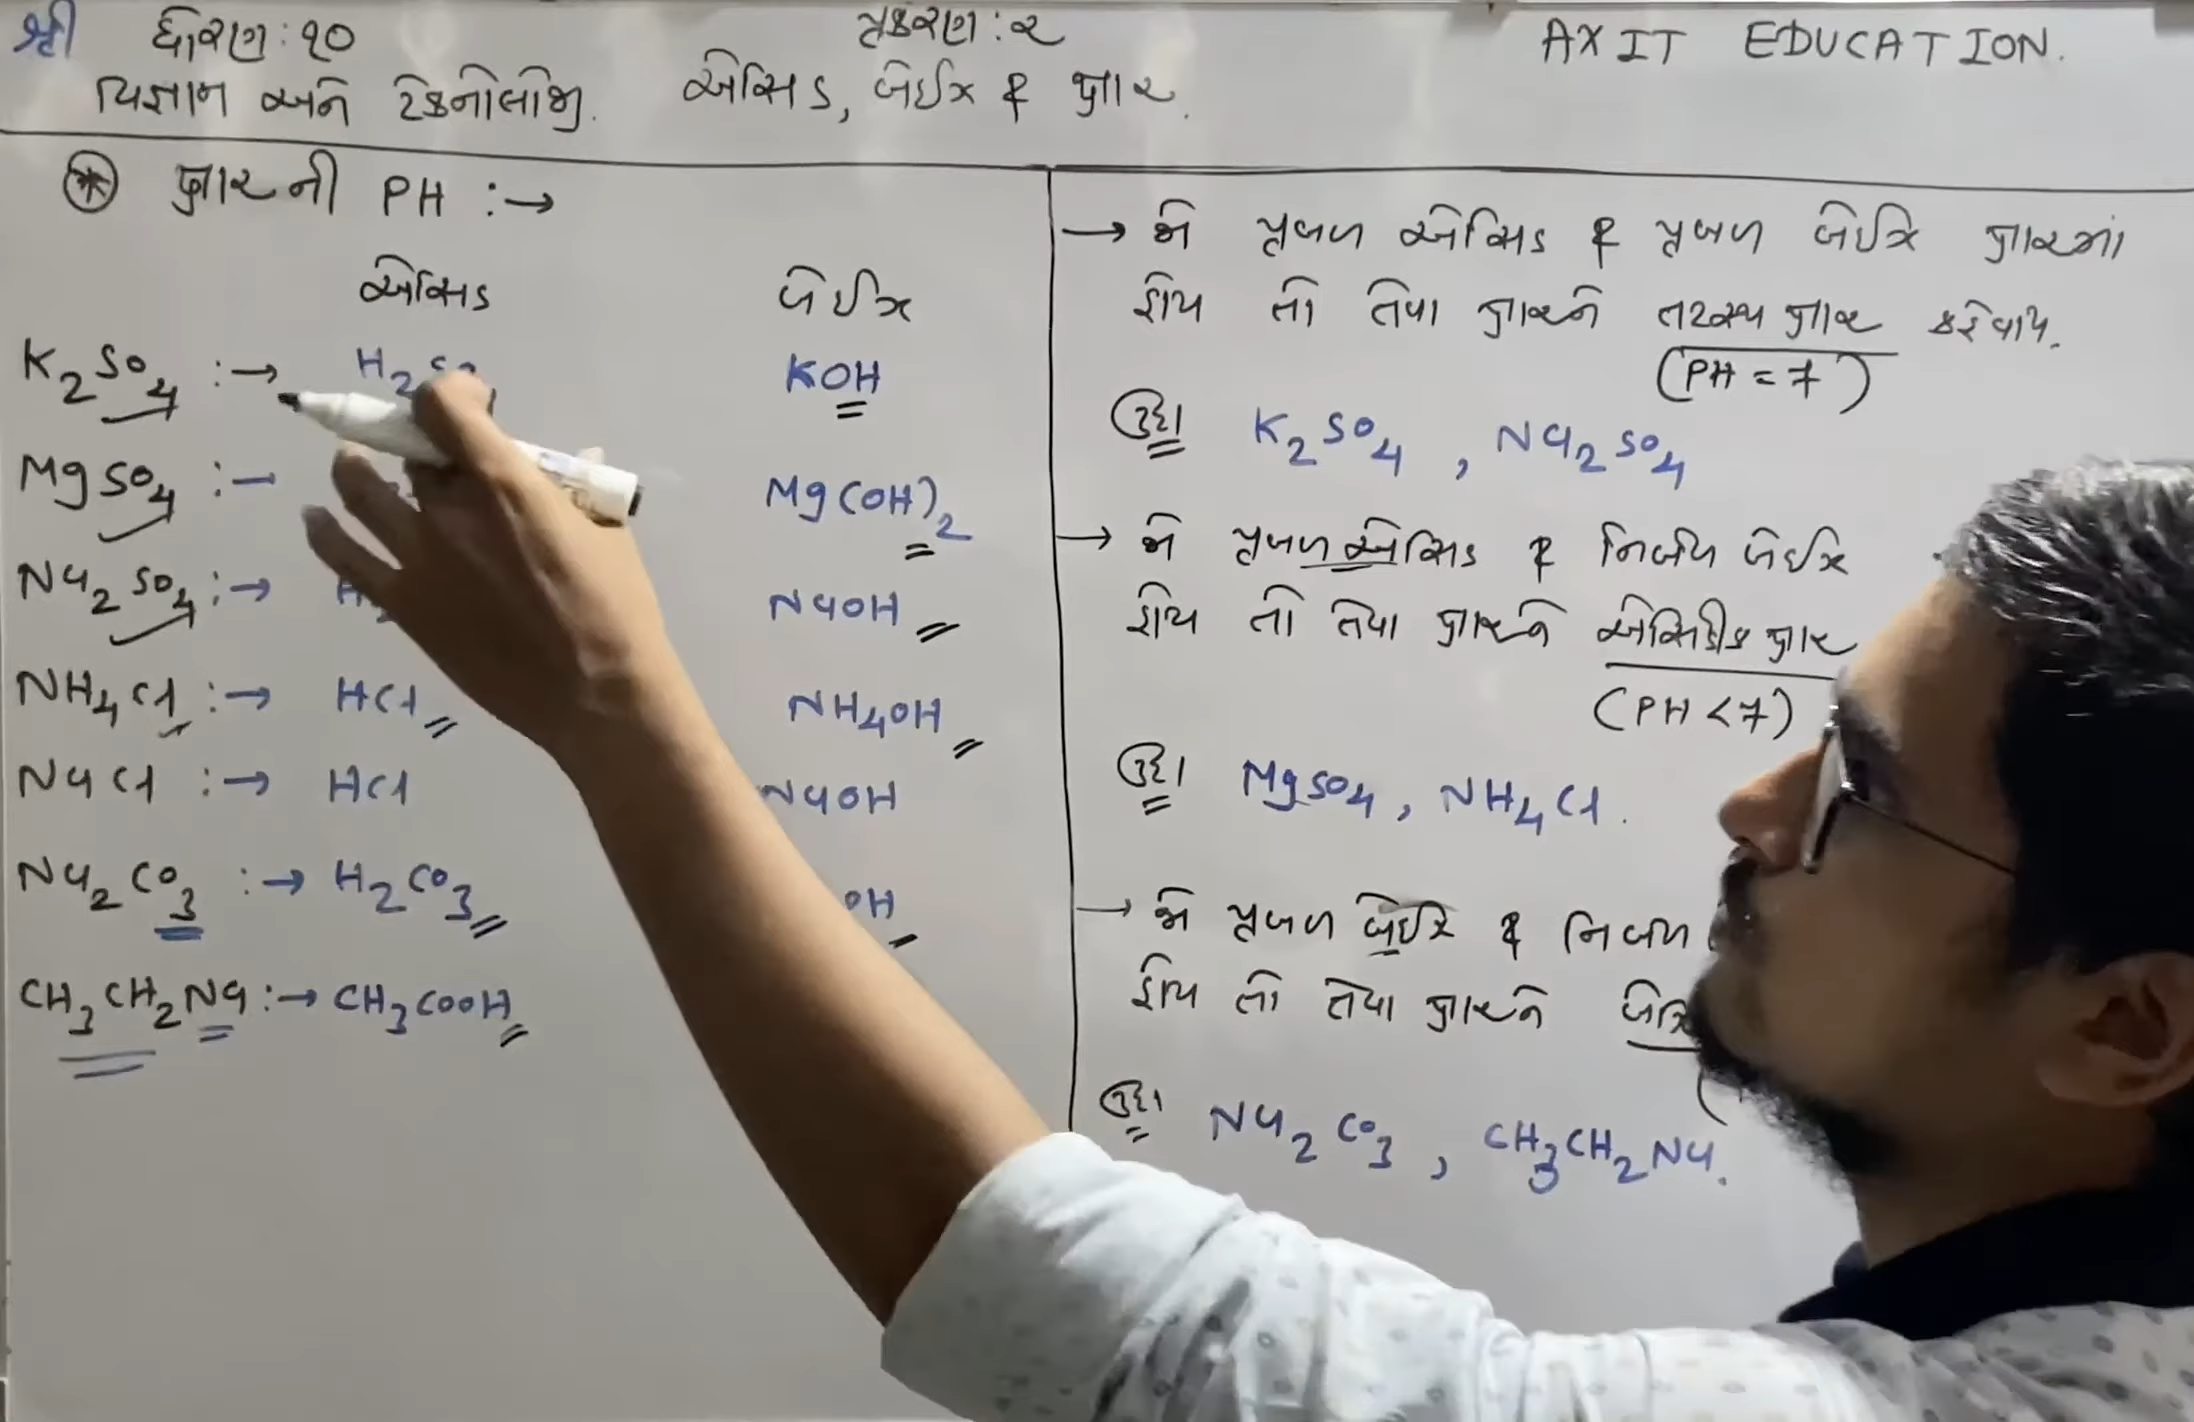 શ્રી ધોરણ : ૧૦ પ્રકરણ : ૨ AXIT EDUCATION.
વિજ્ઞાન અને ટેકનોલોજી. એસિડ, બેઈઝ & ક્ષાર.
* ક્ષારની PH :→
એસિડ બેઈઝ
K2SO4 :→ KOH
MgSO4 :- Mg(OH)2
Na2SO4 :→ NaOH
NH4Cl :→ HCl NH4OH
NaCl :→ HCl NaOH
Na2CO3 :→ H2CO3 OH
CH3CH2Na :→ CH3COOH
→ જો પ્રબળ એસિડ & પ્રબળ બેઈઝ ક્ષારમાં
હોય તો તેવા ક્ષારને તટસ્થ ક્ષાર કહેવાય.
(PH = 7)
ઉદા K2SO4 , Na2SO4
→ જો પ્રબળ એસિડ & નિર્બળ બેઈઝ
હોય તો તેવા ક્ષારને એસિડીક ક્ષાર
(PH < 7)
ઉદા MgSO4 , NH4Cl .
→ જો પ્રબળ બેઈઝ & નિર્બળ
હોય તો તેવા ક્ષારને
ઉદા Na2CO3 , CH3CH2Na.